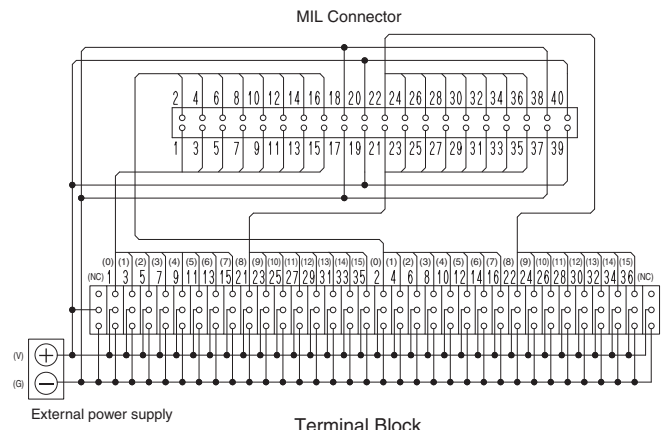 MIL Connector
2 4 6 8 10 12 14 16 18 20 22 24 26 28 30 32 34 36 38 40
1 3 5 7 9 11 13 15 17 19 21 23 25 27 29 31 33 35 37 39
(0) (1) (2) (3) (4) (5) (6) (7) (8) (9) (10) (11) (12) (13) (14) (15) (0) (1) (2) (3) (4) (5) (6) (7) (8) (9) (10) (11) (12) (13) (14) (15)
(NC) 1 3 5 7 9 11 13 15 21 23 25 27 29 31 33 35 2 4 6 8 10 12 14 16 22 24 26 28 30 32 34 36 (NC)
(V) +
(G) −
External power supply
Terminal Block